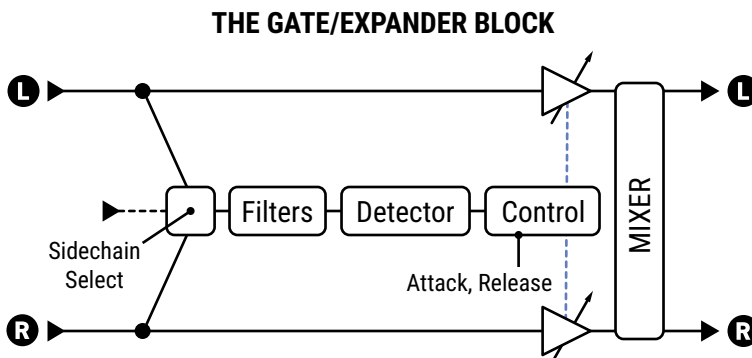 THE GATE/EXPANDER BLOCK
L
L
Filters
Detector
Control
MIXER
Sidechain
Select
Attack, Release
R
R